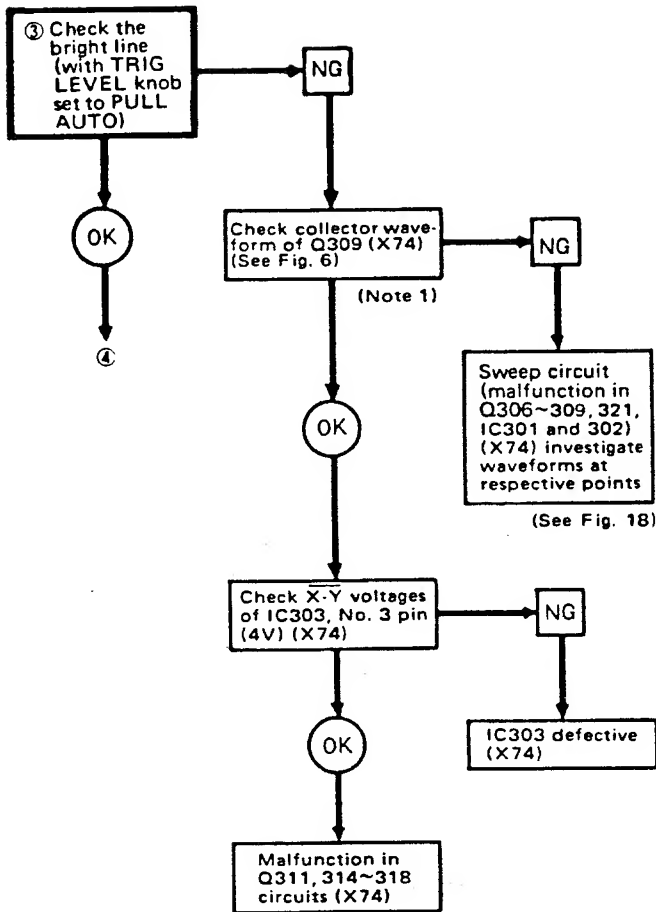 ③ Check the
bright line
(with TRIG
LEVEL knob
set to PULL
AUTO)
NG
OK
④
Check collector wave-
form of Q309 (X74)
(See Fig. 6)
NG
(Note 1)
Sweep circuit
(malfunction in
Q306~309, 321,
IC301 and 302)
(X74) investigate
waveforms at
respective points
(See Fig. 18)
OK
Check X-Y voltages
of IC303, No. 3 pin
(4V) (X74)
NG
IC303 defective
(X74)
OK
Malfunction in
Q311, 314~318
circuits (X74)